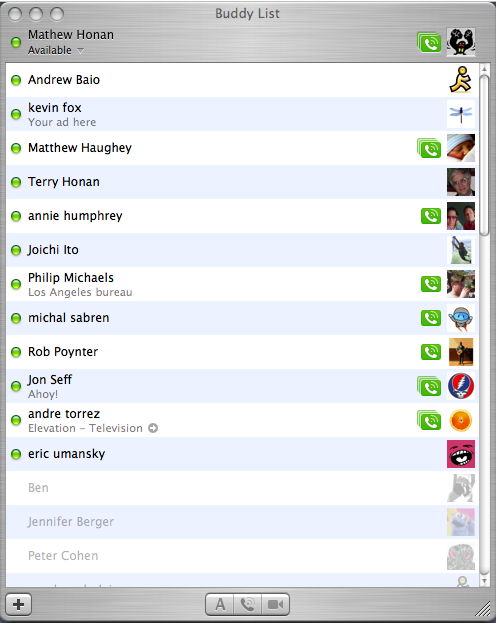 Buddy List
Mathew Honan
Available
Andrew Baio
kevin fox
Your ad here
Matthew Haughey
Terry Honan
annie humphrey
Joichi Ito
Philip Michaels
Los Angeles bureau
michal sabren
Rob Poynter
Jon Seff
Ahoy!
andre torrez
Elevation – Television
eric umansky
Ben
Jennifer Berger
Peter Cohen
A